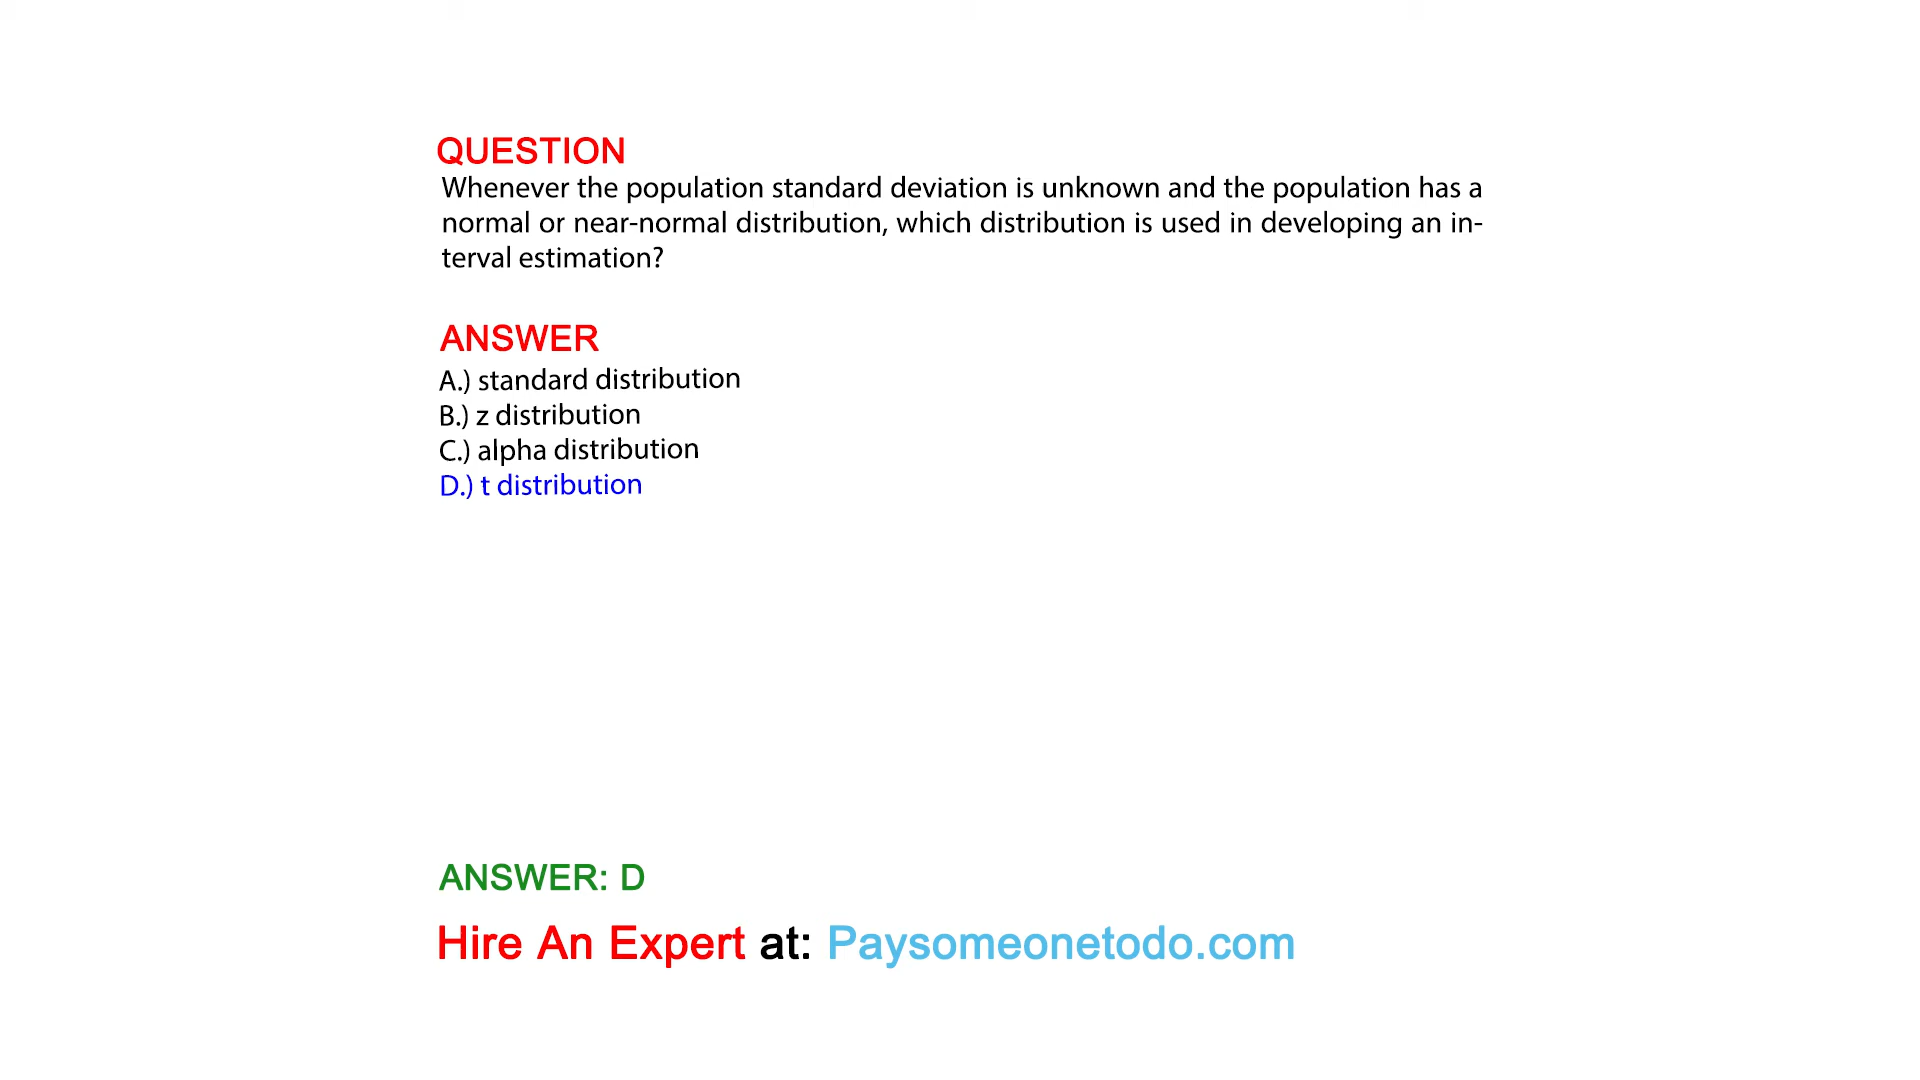 QUESTION
Whenever the population standard deviation is unknown and the population has a
normal or near-normal distribution, which distribution is used in developing an in-
terval estimation?
ANSWER
A.) standard distribution
B.) z distribution
C.) alpha distribution
D.) t distribution
ANSWER: D
Hire An Expert at: Paysomeonetodo.com